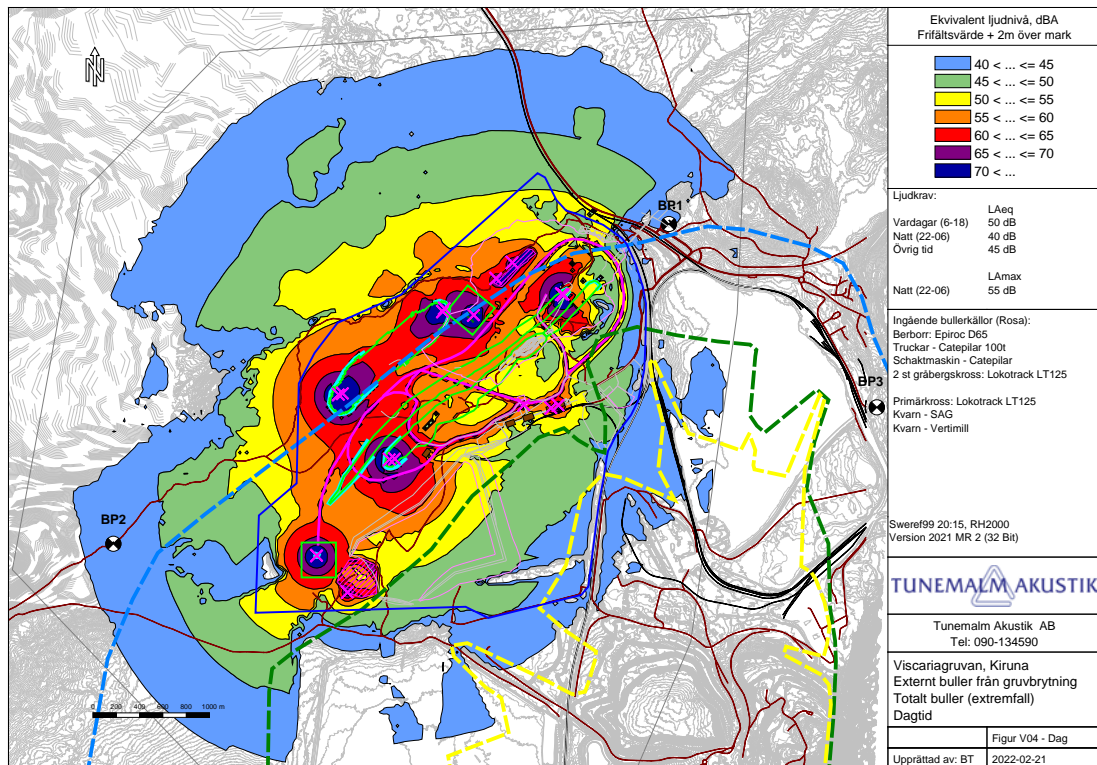 N
BP1
BP2
BP3
0 200 400 600 800 1000 m
Ekvivalent ljudnivå, dBA
Frifältsvärde + 2m över mark
40 < ... <= 45
45 < ... <= 50
50 < ... <= 55
55 < ... <= 60
60 < ... <= 65
65 < ... <= 70
70 < ...
Ljudkrav:
LAeq
Vardagar (6-18) 50 dB
Natt (22-06) 40 dB
Övrig tid 45 dB
LAmax
Natt (22-06) 55 dB
Ingående bullerkällor (Rosa):
Berborr: Epiroc D65
Truckar - Catepilar 100t
Schaktmaskin - Catepilar
2 st gråbergskross: Lokotrack LT125
Primärkross: Lokotrack LT125
Kvarn - SAG
Kvarn - Vertimill
Sweref99 20:15, RH2000
Version 2021 MR 2 (32 Bit)
TUNEMALM AKUSTIK
Tunemalm Akustik AB
Tel: 090-134590
Viscariagruvan, Kiruna
Externt buller från gruvbrytning
Totalt buller (extremfall)
Dagtid
Figur V04 - Dag
Upprättad av: BT 2022-02-21